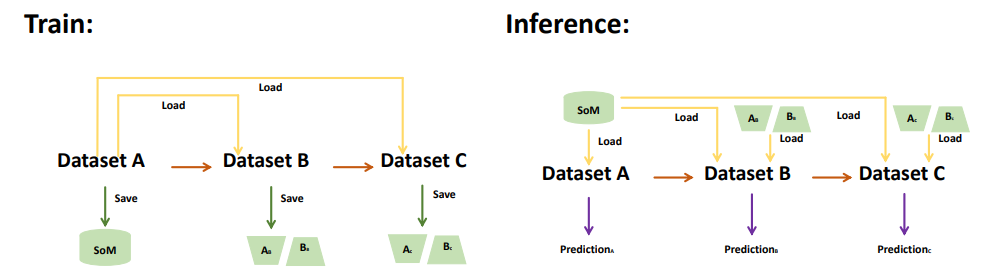 Train:
Inference:
Load
Load
Dataset A
Dataset B
Dataset C
Save
Save
Save
SoM
A_B
B_B
A_C
B_C
SoM
Load
Load
A_B
B_B
Load
Load
A_C
B_C
Load
Dataset A
Dataset B
Dataset C
Prediction_A
Prediction_B
Prediction_C